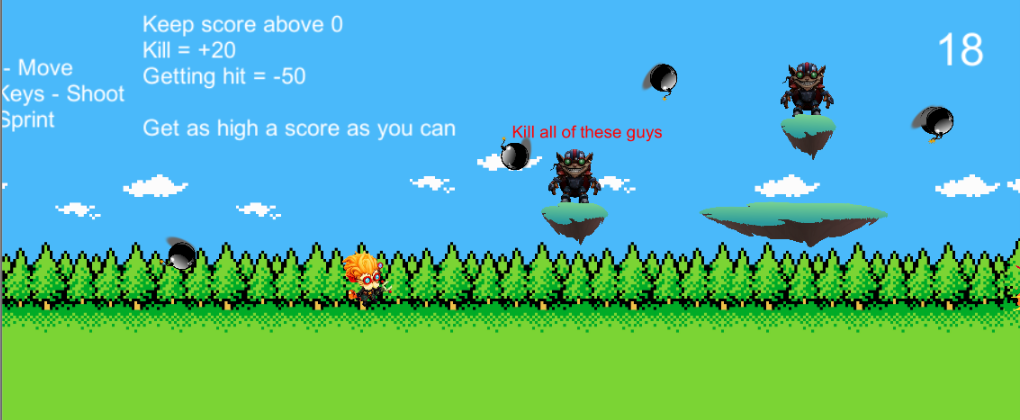 - Move
Keys - Shoot
Sprint
Keep score above 0
Kill = +20
Getting hit = -50
Get as high a score as you can
Kill all of these guys
18